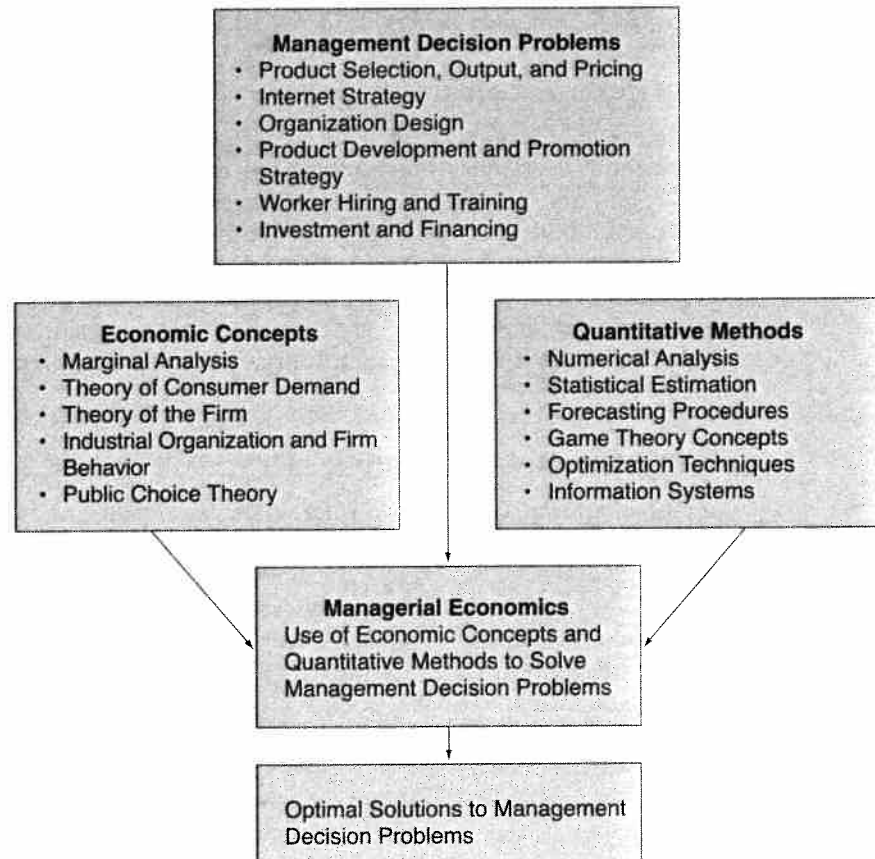 Management Decision Problems
• Product Selection, Output, and Pricing
• Internet Strategy
• Organization Design
• Product Development and Promotion
Strategy
• Worker Hiring and Training
• Investment and Financing
Economic Concepts
• Marginal Analysis
• Theory of Consumer Demand
• Theory of the Firm
• Industrial Organization and Firm
Behavior
• Public Choice Theory
Quantitative Methods
• Numerical Analysis
• Statistical Estimation
• Forecasting Procedures
• Game Theory Concepts
• Optimization Techniques
• Information Systems
Managerial Economics
Use of Economic Concepts and
Quantitative Methods to Solve
Management Decision Problems
Optimal Solutions to Management
Decision Problems